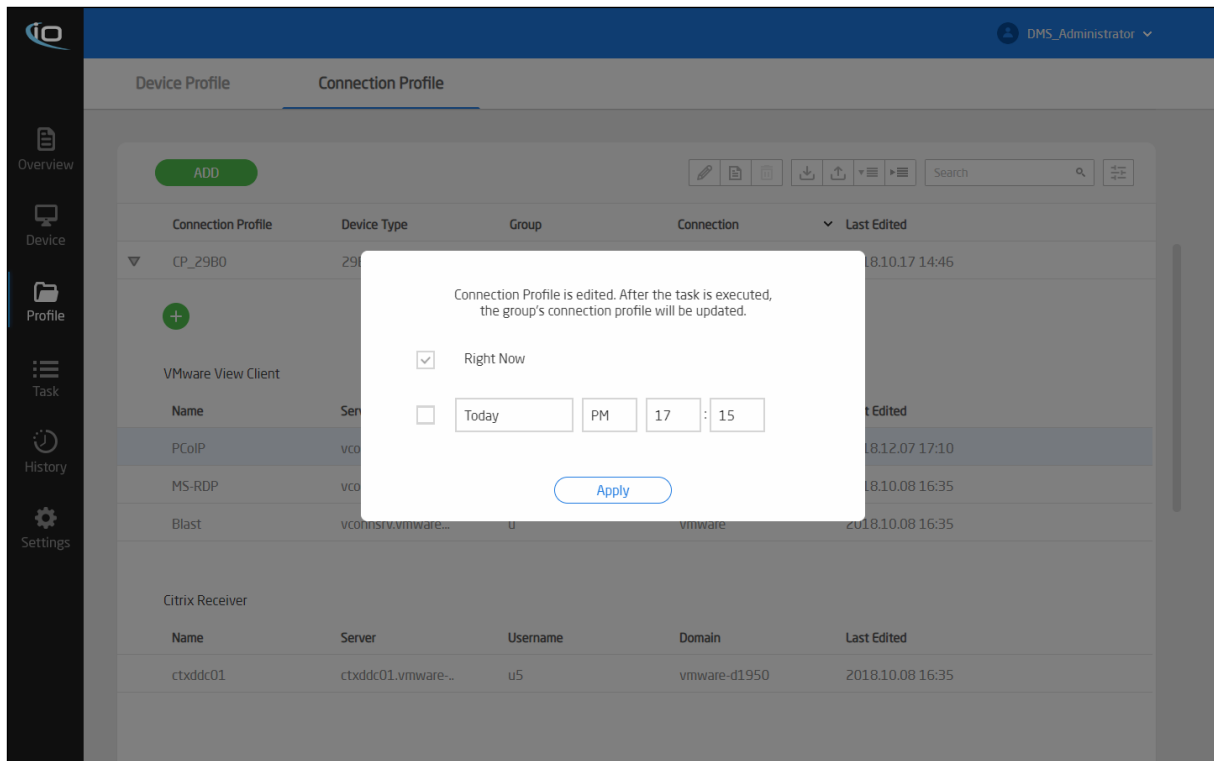 iO
DMS_Administrator
Device Profile Connection Profile
Overview
Device
Profile
Task
History
Settings
ADD
Search
Connection Profile Device Type Group Connection Last Edited
CP_29B0 18.10.17 14:46
Connection Profile is edited. After the task is executed,
the group's connection profile will be updated.
Right Now
Today PM 17 : 15
Apply
VMware View Client
Name Edited
PCoIP 18.12.07 17:10
MS-RDP 18.10.08 16:35
Blast vconnsrv.vmware... u vmware 2018.10.08 16:35
Citrix Receiver
Name Server Username Domain Last Edited
ctxddc01 ctxddc01.vmware-.. u5 vmware-d1950 2018.10.08 16:35